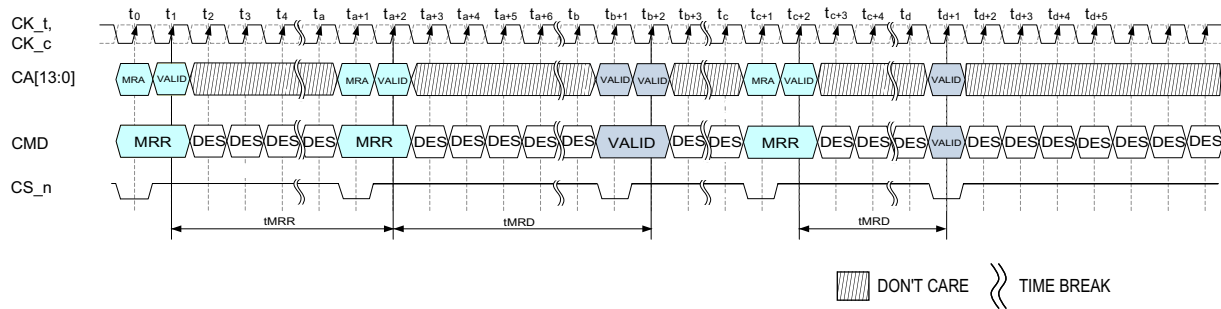 t0 t1 t2 t3 t4 ta ta+1 ta+2 ta+3 ta+4 ta+5 ta+6 tb tb+1 tb+2 tb+3 tc tc+1 tc+2 tc+3 tc+4 td td+1 td+2 td+3 td+4 td+5
CK_t,
CK_c
CA[13:0] MRA VALID MRA VALID VALID VALID MRA VALID VALID
CMD MRR DES DES DES DES MRR DES DES DES DES DES VALID DES DES MRR DES DES DES VALID DES DES DES DES DES DES DES
CS_n
tMRR tMRD tMRD
DON'T CARE TIME BREAK